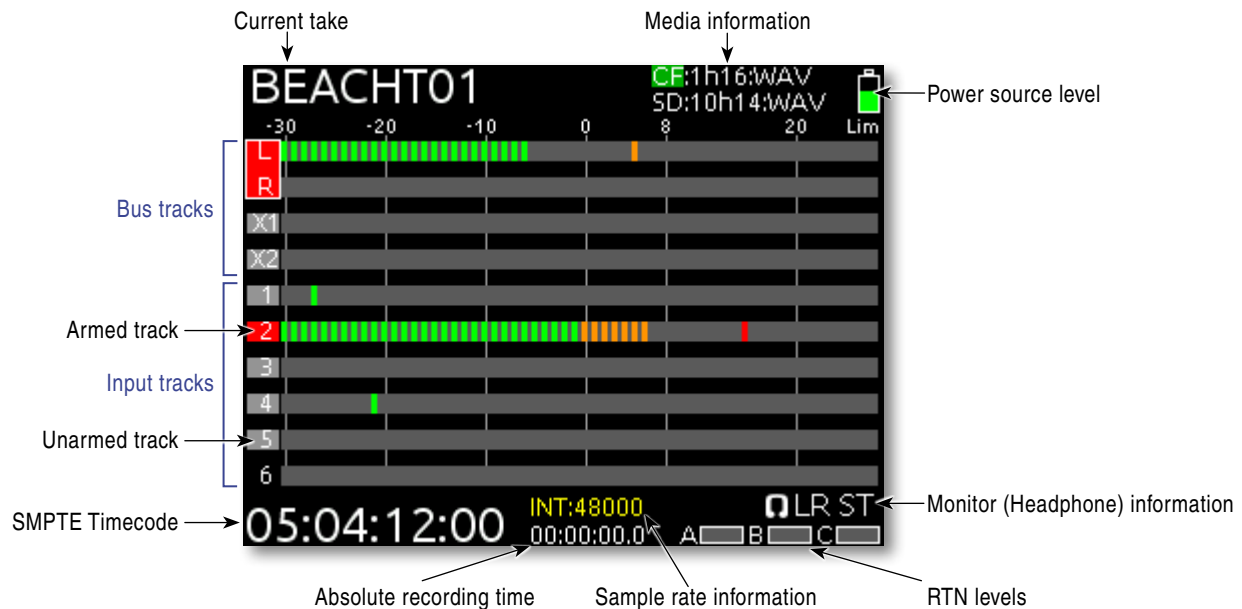 Current take
Media information
BEACHT01
CF:1h16:WAV
SD:10h14:WAV
Power source level
-30 -20 -10 0 8 20 Lim
L
R
Bus tracks
X1
X2
1
Armed track
2
3
Input tracks
4
Unarmed track
5
6
SMPTE Timecode
05:04:12:00
INT:48000
00:00:00.0
LR ST
A B C
Monitor (Headphone) information
Absolute recording time
Sample rate information
RTN levels